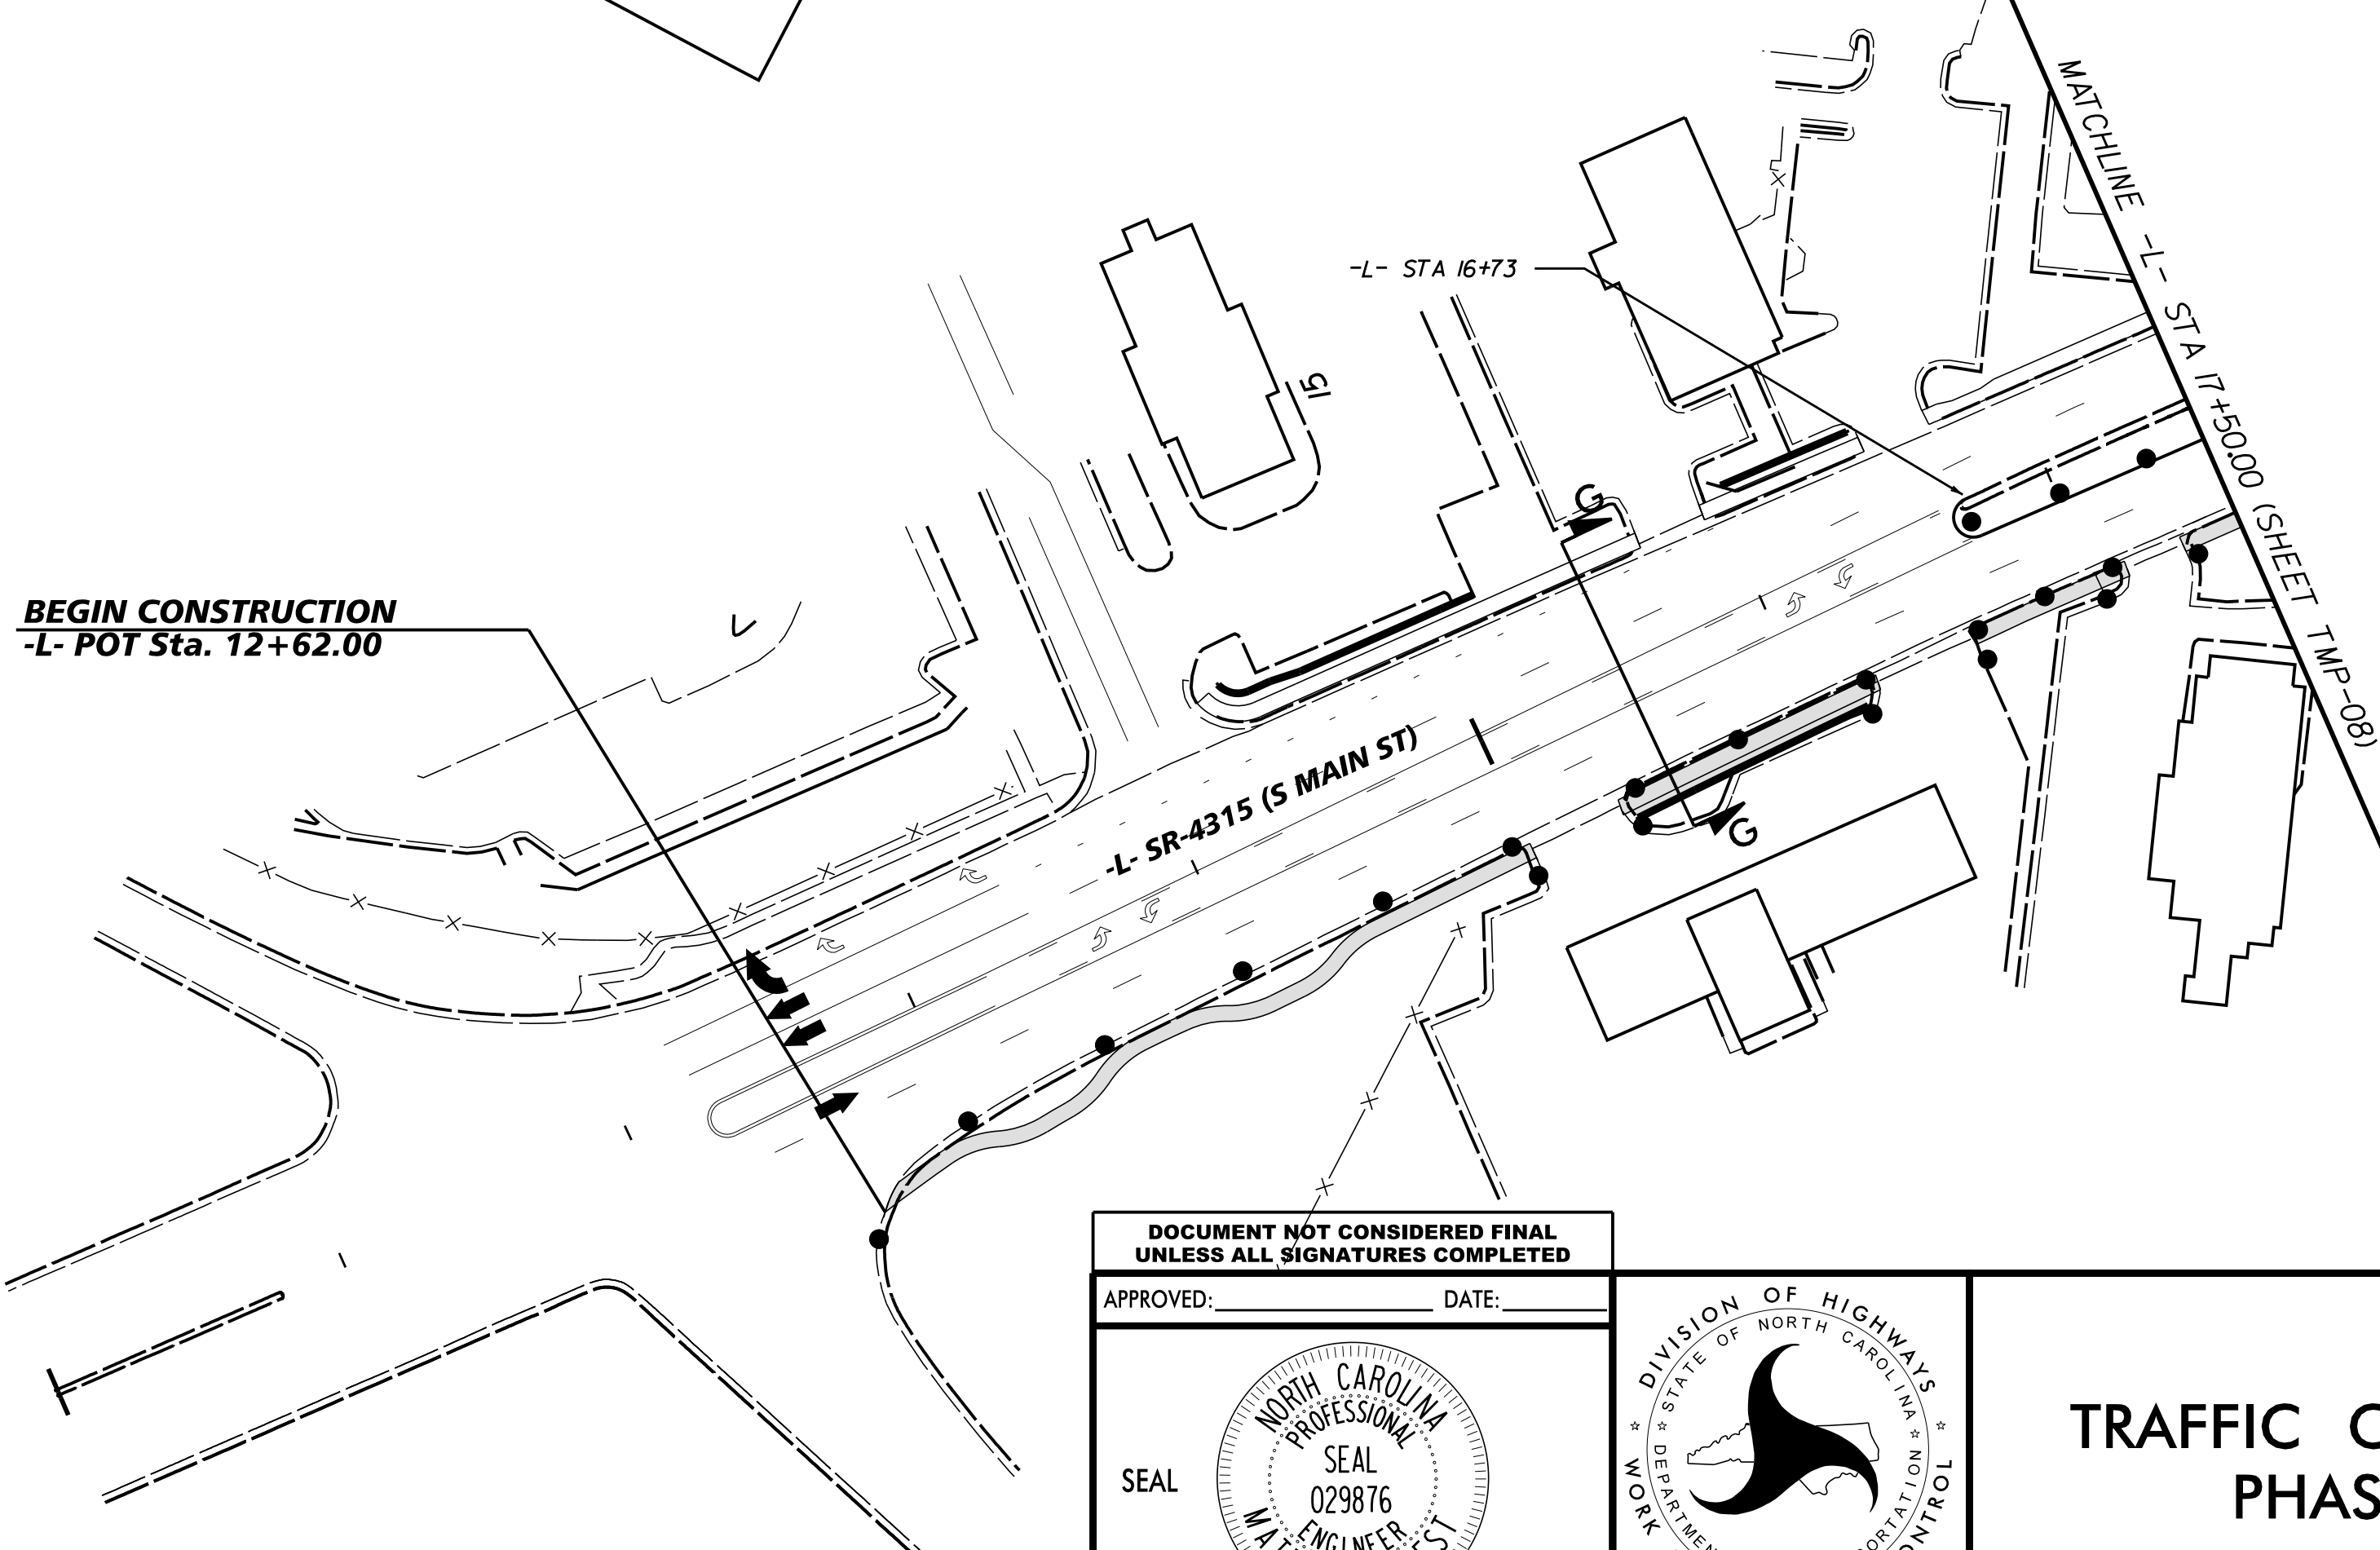 MATCHLINE -L- STA 17+50.00 (SHEET TMP-08)
-L- STA 16+73
15
G
BEGIN CONSTRUCTION
-L- POT Sta. 12+62.00
-L- SR-4315 (S MAIN ST)
G
DOCUMENT NOT CONSIDERED FINAL
UNLESS ALL SIGNATURES COMPLETED
APPROVED: DATE:
SEAL
NORTH CAROLINA
PROFESSIONAL
SEAL
029876
ENGINEER
DIVISION OF HIGHWAYS
STATE OF NORTH CAROLINA
WORK
TRAFFIC